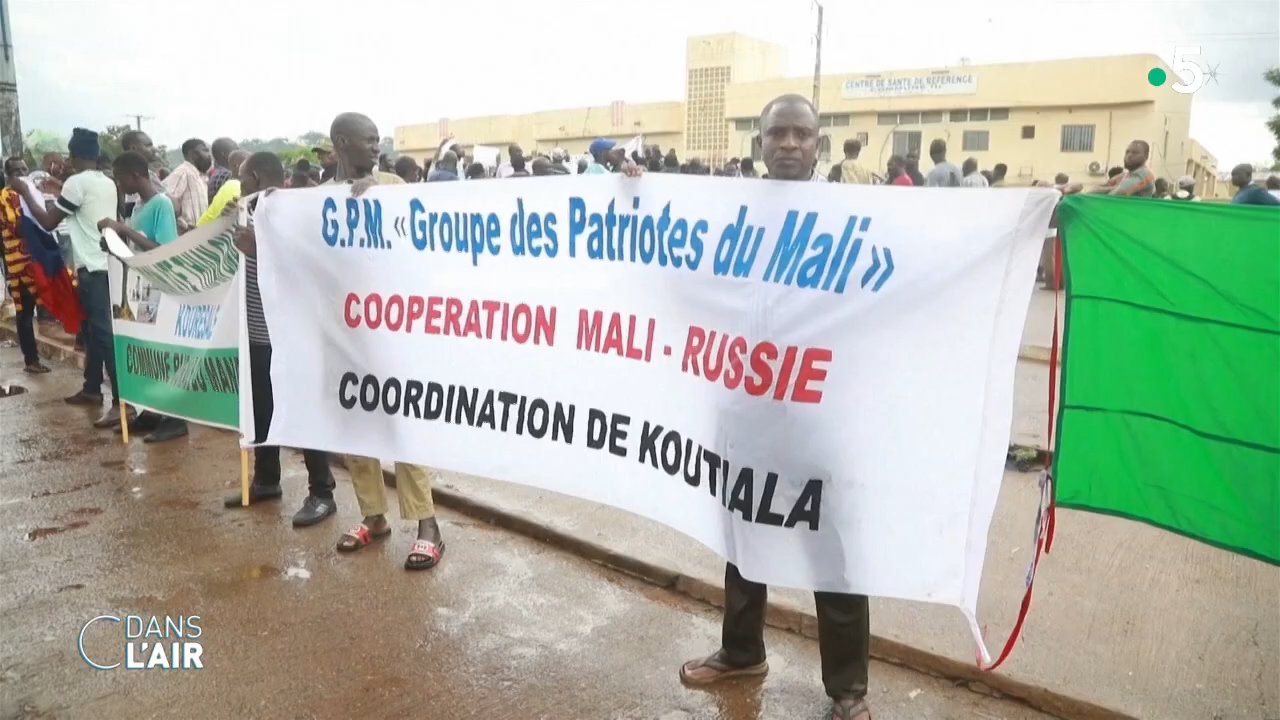 5
CENTRE DE SANTE DE REFERENCE
G.P.M. «Groupe des Patriotes du Mali»
COOPERATION MALI - RUSSIE
COORDINATION DE KOUTIALA
COMMUNE
C DANS
L'AIR